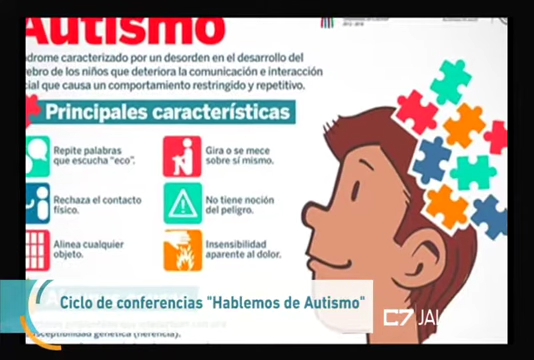 Autismo
drome caracterizado por un desorden en el desarrollo del
rebro de los niños que deteriora la comunicación e interacción
cial que causa un comportamiento restringido y repetitivo.
Principales características
Repite palabras
que escucha "eco".
Gira o se mece
sobre sí mismo.
Rechaza el contacto
físico.
No tiene noción
del peligro.
Alinea cualquier
objeto.
Insensibilidad
aparente al dolor.
Ciclo de conferencias "Hablemos de Autismo"
C7 JAL
susceptibilidad genética (herencia).